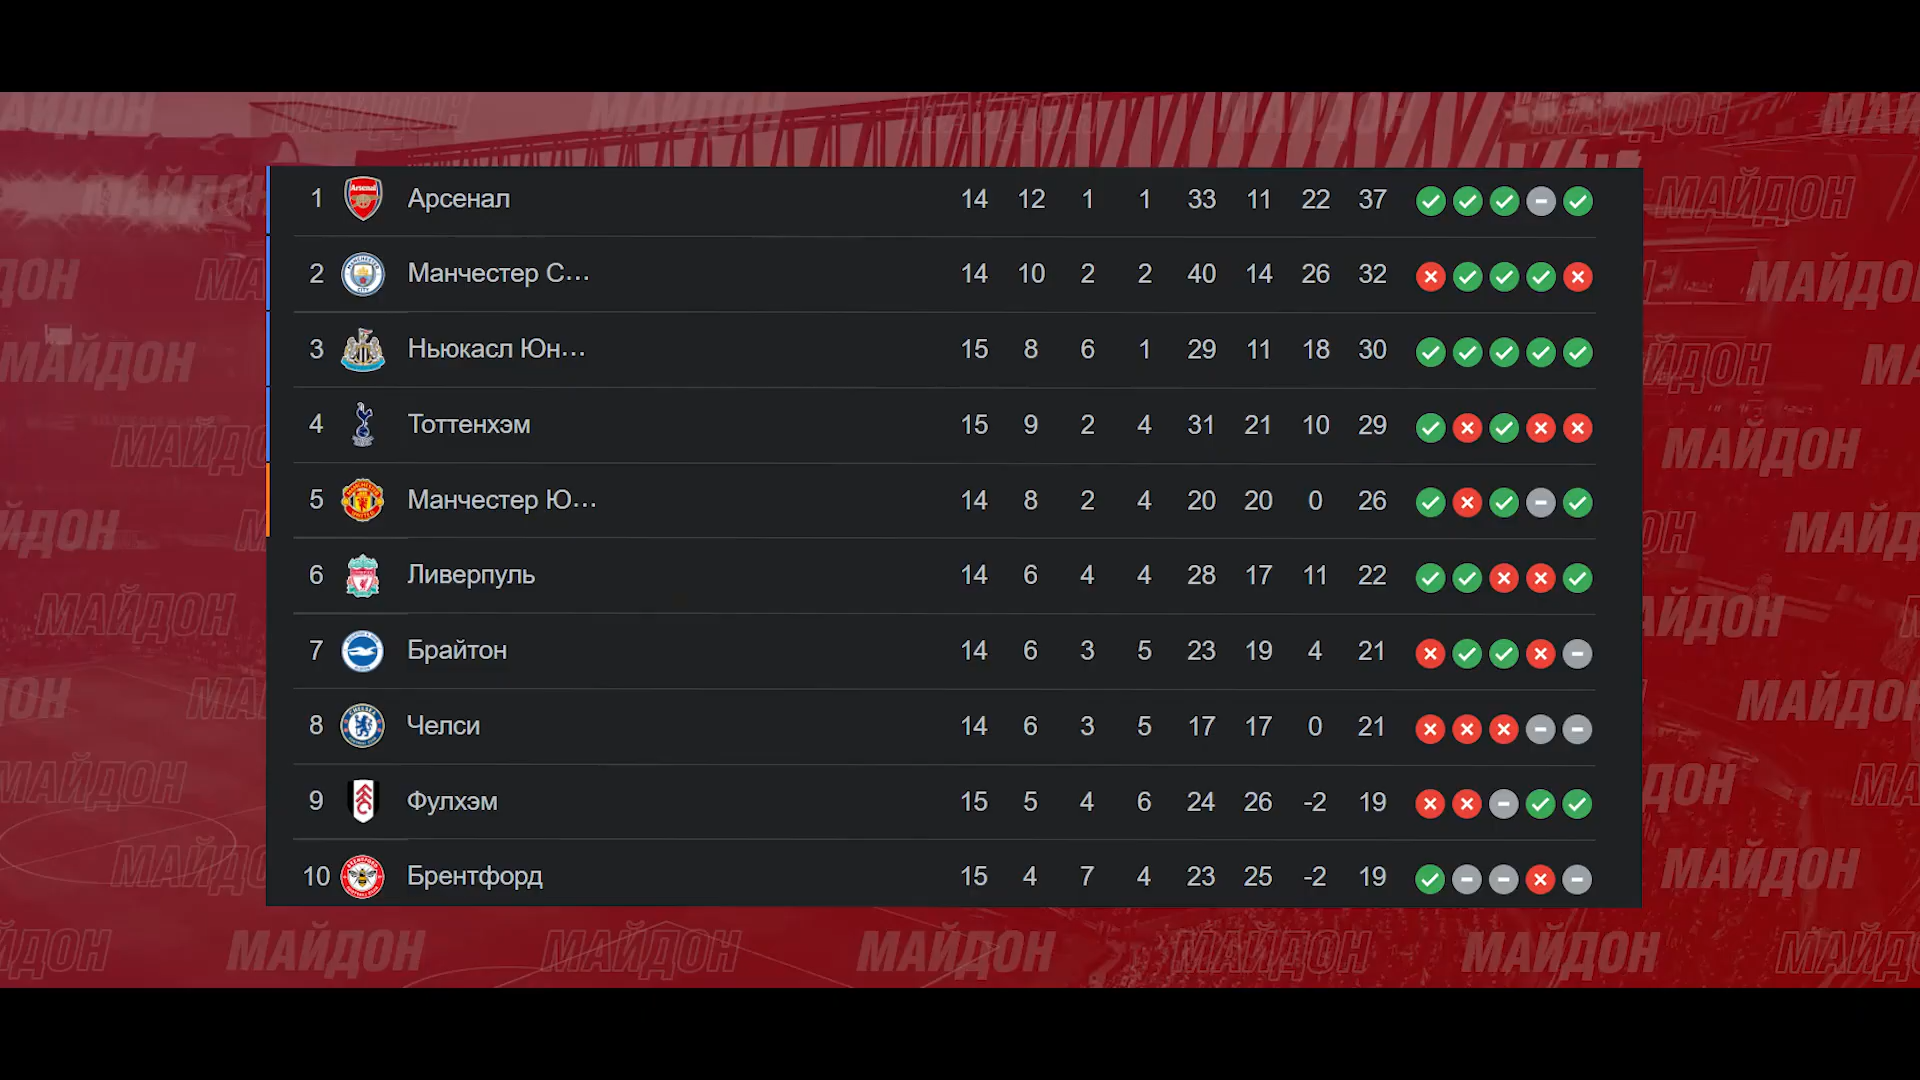 1 Арсенал 14 12 1 1 33 11 22 37
2 Манчестер С... 14 10 2 2 40 14 26 32
3 Ньюкасл Юн... 15 8 6 1 29 11 18 30
4 Тоттенхэм 15 9 2 4 31 21 10 29
5 Манчестер Ю... 14 8 2 4 20 20 0 26
6 Ливерпуль 14 6 4 4 28 17 11 22
7 Брайтон 14 6 3 5 23 19 4 21
8 Челси 14 6 3 5 17 17 0 21
9 Фулхэм 15 5 4 6 24 26 -2 19
10 Брентфорд 15 4 7 4 23 25 -2 19
МАЙДОН МАЙДОН МАЙДОН МАЙДОН МАЙДОН